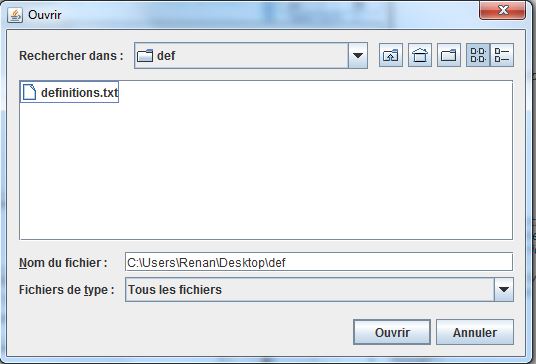 Ouvrir
Rechercher dans : def
definitions.txt
Nom du fichier : C:\Users\Renan\Desktop\def
Fichiers de type : Tous les fichiers
Ouvrir Annuler